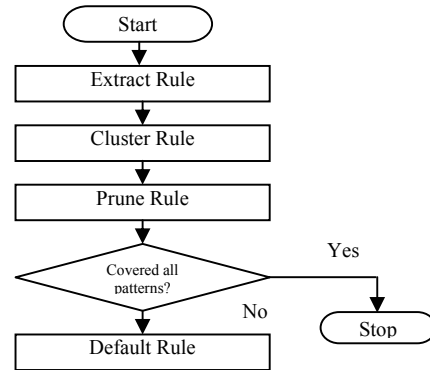 Start
Extract Rule
Cluster Rule
Prune Rule
Covered all
patterns?
Yes
No
Stop
Default Rule